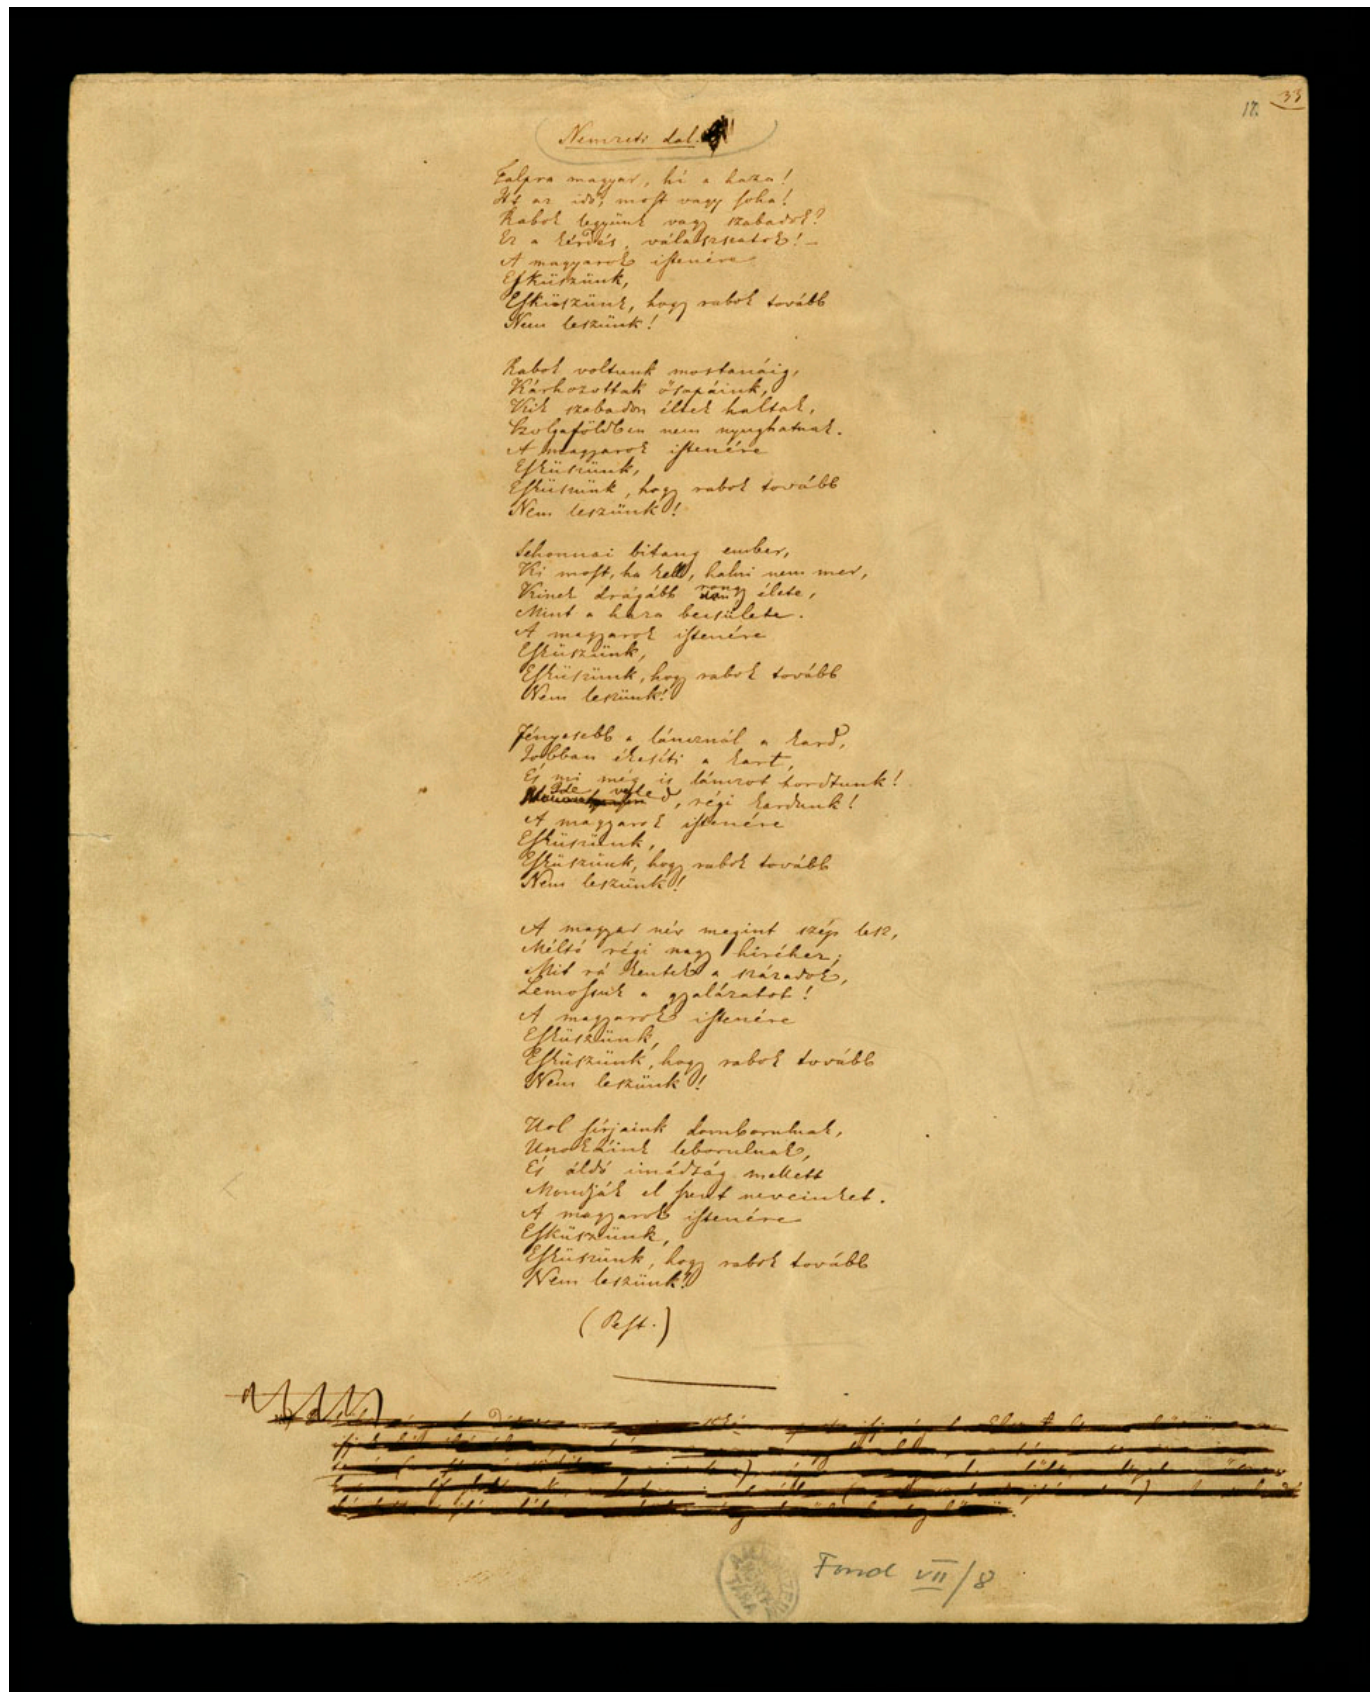 33
17.
Nemzeti dal.
Talpra magyar, hí a haza!
Itt az idő, most vagy soha!
Rabok legyünk vagy szabadok?
Ez a kérdés, válaszszatok! –
A magyarok istenére
Esküszünk,
Esküszünk, hogy rabok tovább
Nem leszünk!
Rabok voltunk mostanáig,
Kárhozottak ősapáink,
Kik szabadon éltek haltak,
Szolgaföldben nem nyughatnak.
A magyarok istenére
Esküszünk,
Esküszünk, hogy rabok tovább
Nem leszünk!
Sehonnai bitang ember,
Ki most, ha kell, halni nem mer,
Kinek drágább rongy élete,
Mint a haza becsülete.
A magyarok istenére
Esküszünk,
Esküszünk, hogy rabok tovább
Nem leszünk!
Fényesebb a láncznál a kard,
Jobban ékesíti a kart,
És mi még is lánczot hordtunk!
Ide veled, régi kardunk!
A magyarok istenére
Esküszünk,
Esküszünk, hogy rabok tovább
Nem leszünk!
A magyar név megint szép lesz,
Méltó régi nagy híréhez;
Mit rá kentek a századok,
Lemossuk a gyalázatot!
A magyarok istenére
Esküszünk,
Esküszünk, hogy rabok tovább
Nem leszünk!
Hol sírjaink domborulnak,
Unokáink leborulnak,
És áldó imádság mellett
Mondják el szent neveinket.
A magyarok istenére
Esküszünk,
Esküszünk, hogy rabok tovább
Nem leszünk!
(Pest.)
Fond VII/8